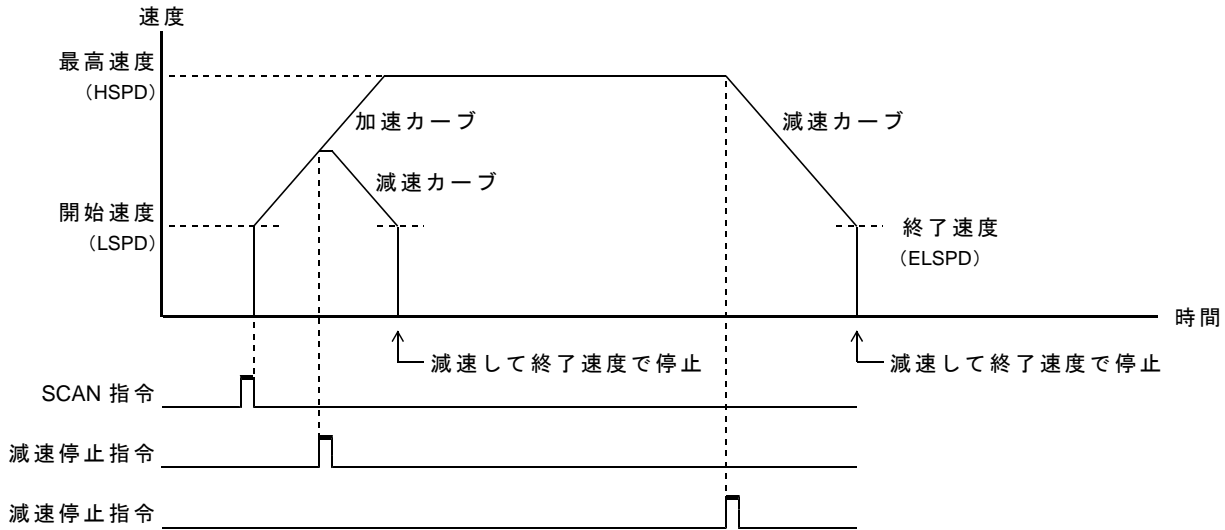 速度
最高速度
（HSPD）
加速カーブ
減速カーブ
減速カーブ
開始速度
（LSPD）
終了速度
（ELSPD）
時間
減速して終了速度で停止
減速して終了速度で停止
SCAN 指令
減速停止指令
減速停止指令